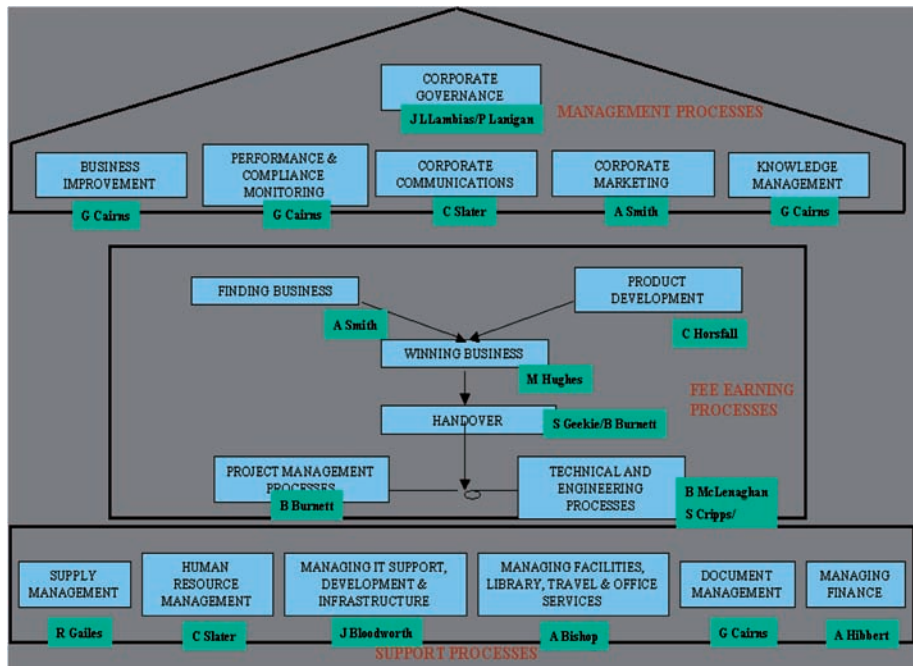 CORPORATE
GOVERNANCE
J L Llambias/P Lanigan
MANAGEMENT PROCESSES
BUSINESS
IMPROVEMENT
G Cairns
PERFORMANCE &
COMPLIANCE
MONITORING
G Cairns
CORPORATE
COMMUNICATIONS
C Slater
CORPORATE
MARKETING
A Smith
KNOWLEDGE
MANAGEMENT
G Cairns
FINDING BUSINESS
A Smith
PRODUCT
DEVELOPMENT
C Horsfall
WINNING BUSINESS
M Hughes
FEE EARNING
PROCESSES
HANDOVER
S Geekie/B Burnett
PROJECT MANAGEMENT
PROCESSES
B Burnett
TECHNICAL AND
ENGINEERING
PROCESSES
B McLenaghan
S Cripps/
SUPPLY
MANAGEMENT
R Gailes
HUMAN
RESOURCE
MANAGEMENT
C Slater
MANAGING IT SUPPORT,
DEVELOPMENT &
INFRASTRUCTURE
J Bloodworth
MANAGING FACILITIES,
LIBRARY, TRAVEL & OFFICE
SERVICES
A Bishop
DOCUMENT
MANAGEMENT
G Cairns
MANAGING
FINANCE
A Hibbert
SUPPORT PROCESSES